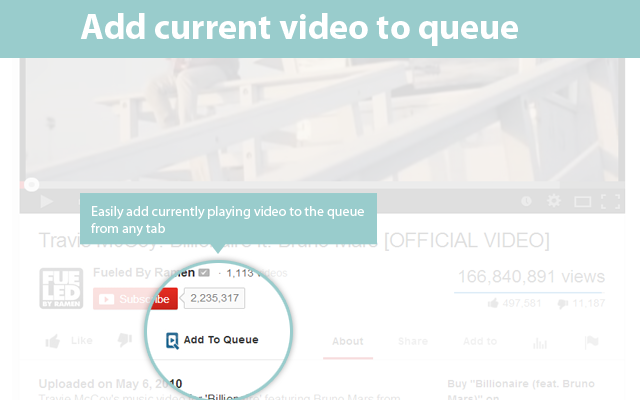 Add current video to queue
Easily add currently playing video to the queue
from any tab
Travie McCoy: Billionaire ft. Bruno Mars [OFFICIAL VIDEO]
FUE
LED
BY RAMEN
Fueled By Ramen · 1,113 videos
Subscribe 2,235,317
166,840,891 views
497,581 11,187
Like
Add To Queue
About Share Add to
Uploaded on May 6, 2010
Travie McCoy's music video for 'Billionaire' featuring Bruno Mars from
Buy "Billionaire (feat. Bruno
Mars)" on